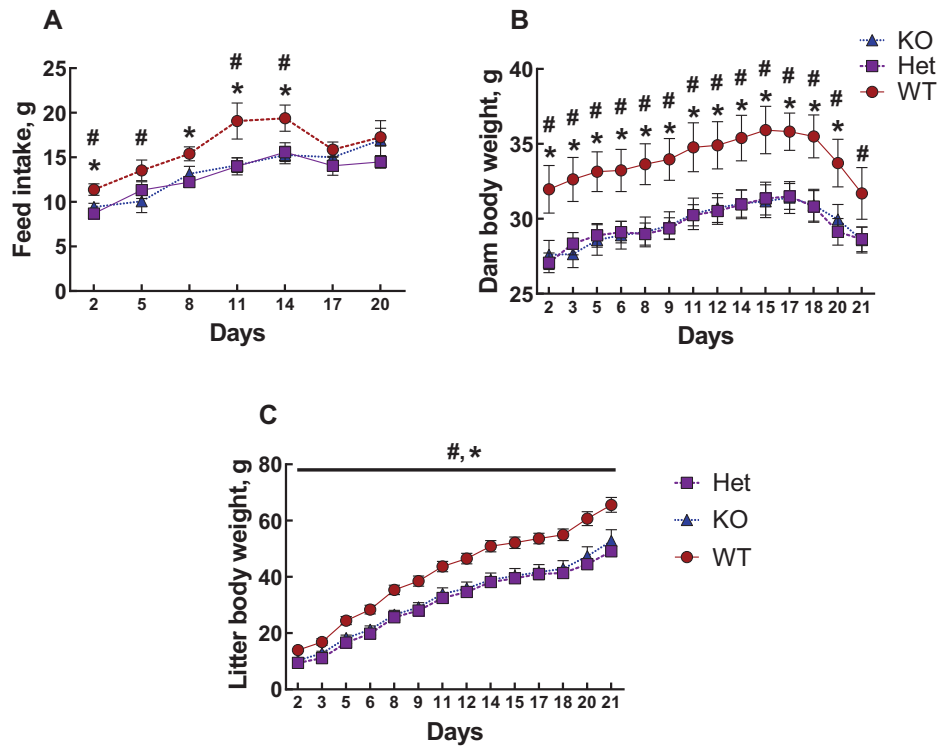 A
Feed intake, g
25
20
15
10
5
0
# # # #
* * * *
2 5 8 11 14 17 20
Days
B
KO
Het
WT
Dam body weight, g
40
35
30
25
# # # # # # # # # # # # # #
* * * * * * * * * * * * *
2 3 5 6 8 9 11 12 14 15 17 18 20 21
Days
C
#, *
Litter body weight, g
80
60
40
20
0
2 3 5 6 8 9 11 12 14 15 17 18 20 21
Days
Het
KO
WT